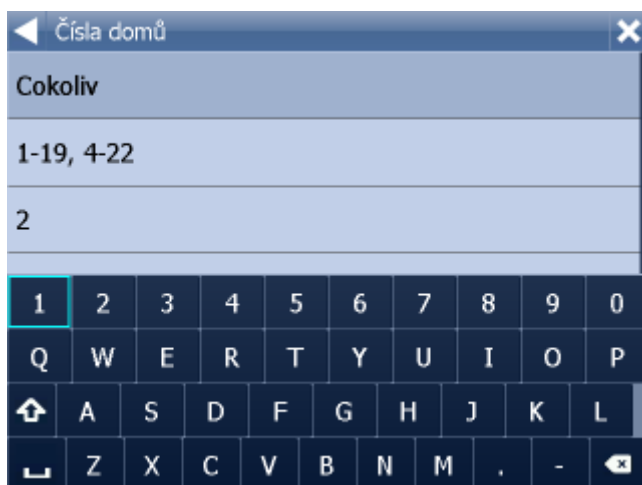 Čísla domů
Cokoliv
1-19, 4-22
2
1 2 3 4 5 6 7 8 9 0
Q W E R T Y U I O P
A S D F G H J K L
Z X C V B N M . -